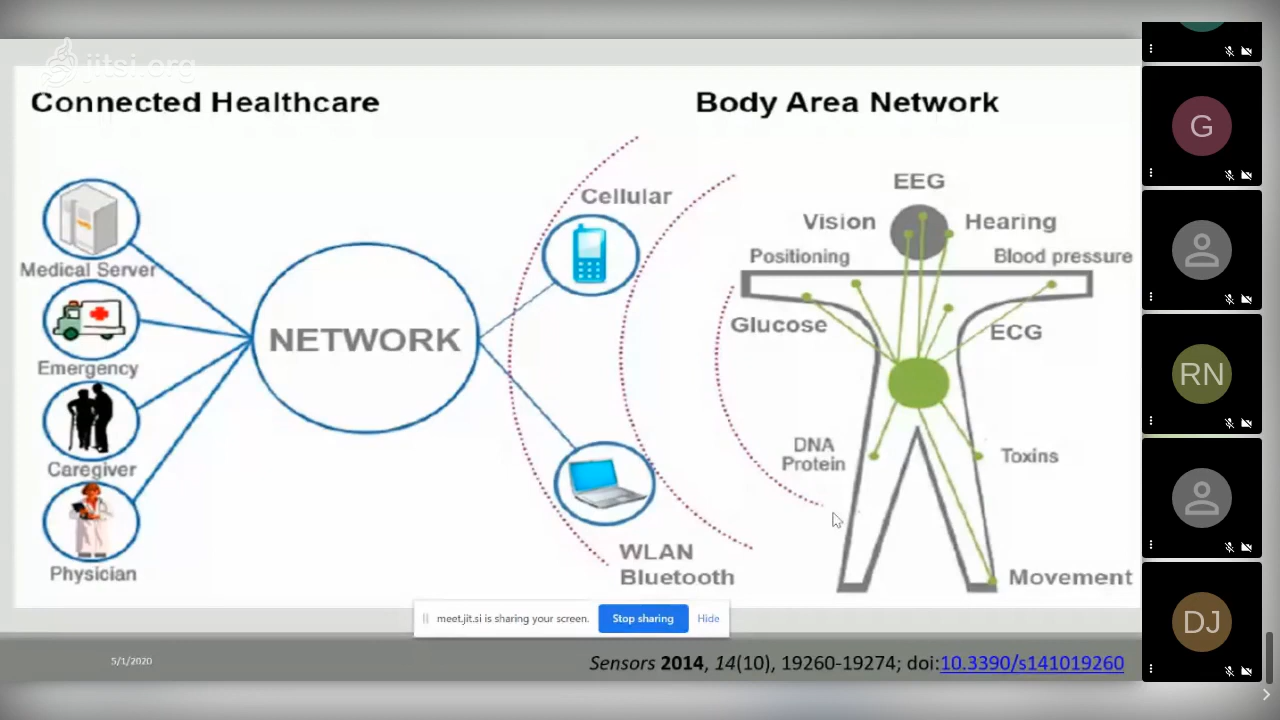 jitsi.org
Connected Healthcare
Body Area Network
Medical Server
Emergency
Caregiver
Physician
NETWORK
Cellular
WLAN
Bluetooth
EEG
Vision
Hearing
Positioning
Blood pressure
Glucose
ECG
DNA
Protein
Toxins
Movement
meet.jit.si is sharing your screen.
Stop sharing
Hide
5/1/2020
Sensors 2014, 14(10), 19260-19274; doi:10.3390/s141019260
G
RN
DJ